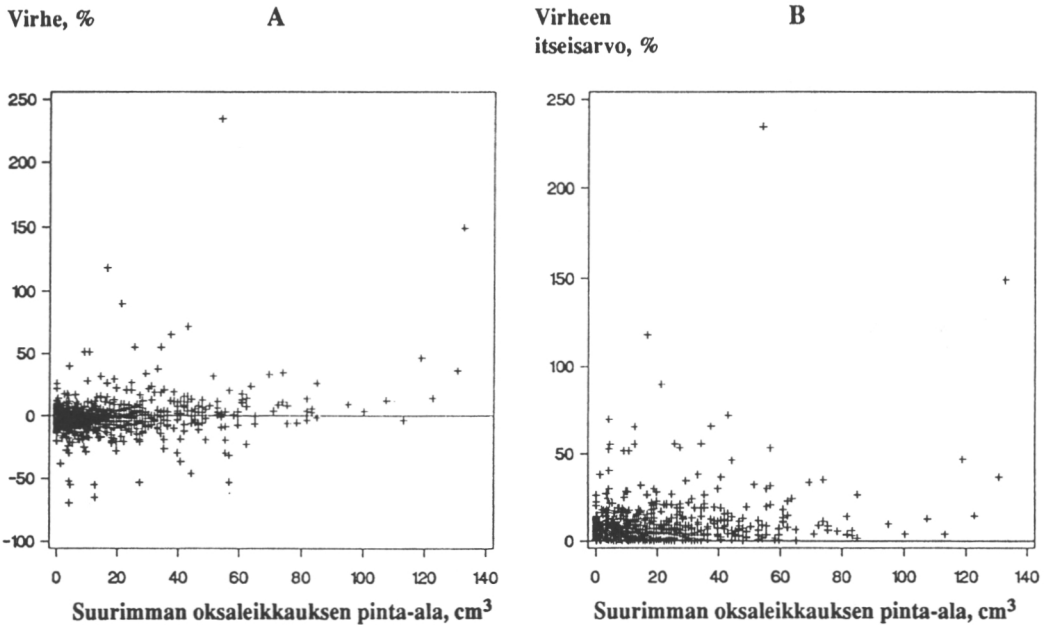 Virhe, %
A
250
200
150
100
50
0
-50
-100
0 20 40 60 80 100 120 140
Suurimman oksaleikkauksen pinta-ala, cm³
Virheen
itseisarvo, %
B
250
200
150
100
50
0
0 20 40 60 80 100 120 140
Suurimman oksaleikkauksen pinta-ala, cm³